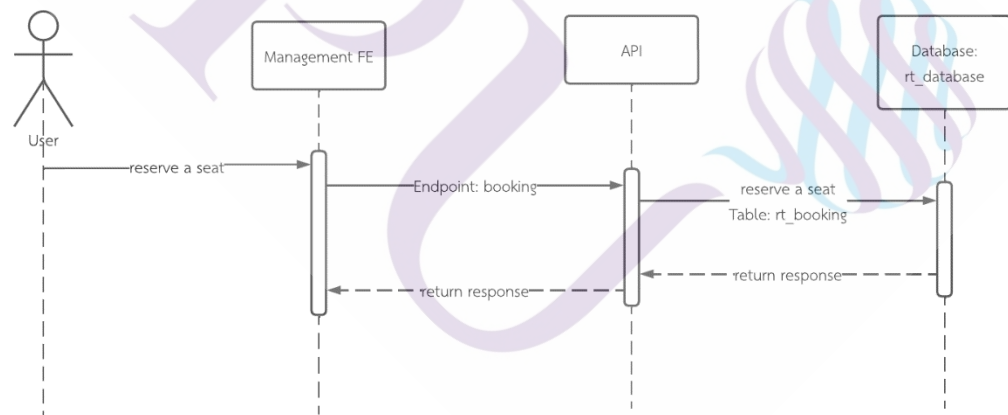 Management FE
API
Database:
rt_database
User
reserve a seat
Endpoint: booking
reserve a seat
Table: rt_booking
return response
return response